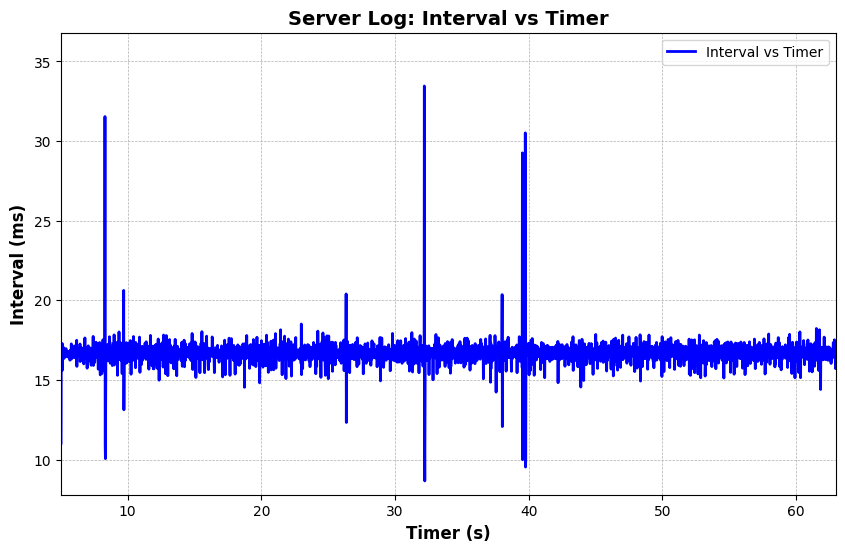 Server Log: Interval vs Timer
Interval vs Timer
35
30
25
20
15
10
Interval (ms)
10 20 30 40 50 60
Timer (s)